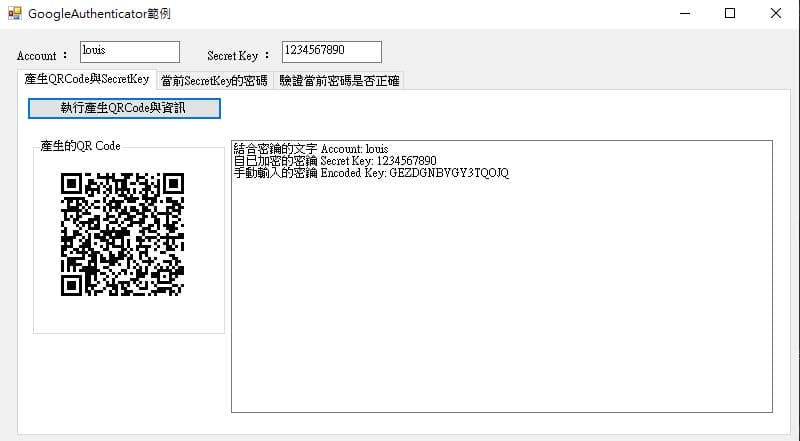 GoogleAuthenticator範例
Account ： louis Secret Key ： 1234567890
產生QRCode與SecretKey 當前SecretKey的密碼 驗證當前密碼是否正確
執行產生QRCode與資訊
產生的QR Code
結合密鑰的文字 Account: louis
自已加密的密鑰 Secret Key: 1234567890
手動輸入的密鑰 Encoded Key: GEZDGNBVGY3TQOJQ